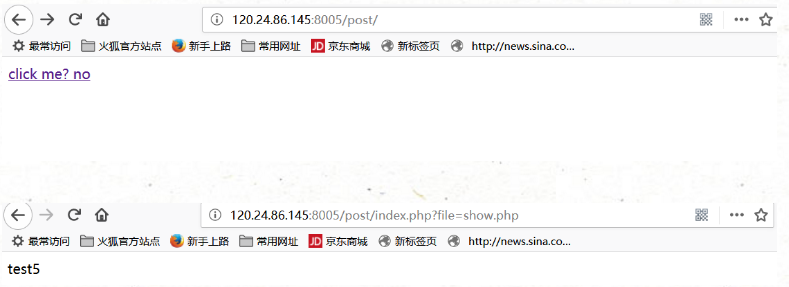 120.24.86.145:8005/post/
最常访问 火狐官方站点 新手上路 常用网址 JD 京东商城 新标签页 http://news.sina.co...
click me? no
120.24.86.145:8005/post/index.php?file=show.php
最常访问 火狐官方站点 新手上路 常用网址 JD 京东商城 新标签页 http://news.sina.co...
test5